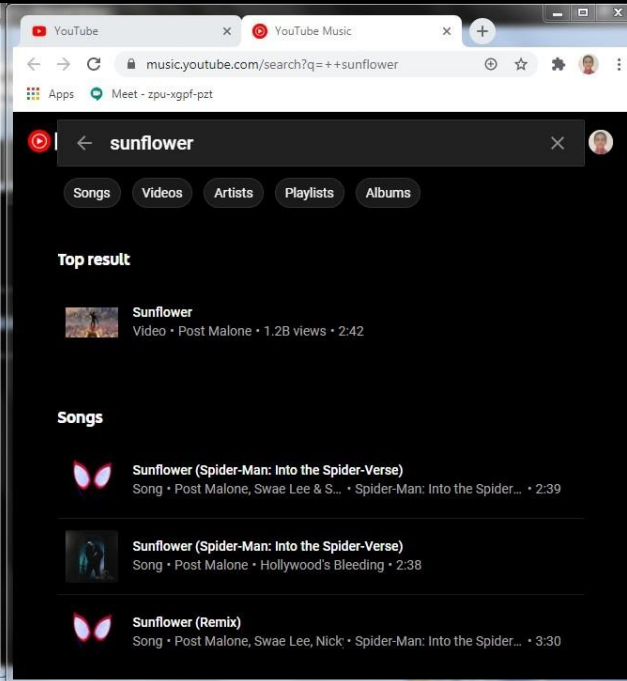 YouTube
YouTube Music
music.youtube.com/search?q=++sunflower
Apps
Meet - zpu-xgpf-pzt
sunflower
Songs Videos Artists Playlists Albums
Top result
Sunflower
Video • Post Malone • 1.2B views • 2:42
Songs
Sunflower (Spider-Man: Into the Spider-Verse)
Song • Post Malone, Swae Lee & S... • Spider-Man: Into the Spider... • 2:39
Sunflower (Spider-Man: Into the Spider-Verse)
Song • Post Malone • Hollywood's Bleeding • 2:38
Sunflower (Remix)
Song • Post Malone, Swae Lee, Nicky • Spider-Man: Into the Spider... • 3:30